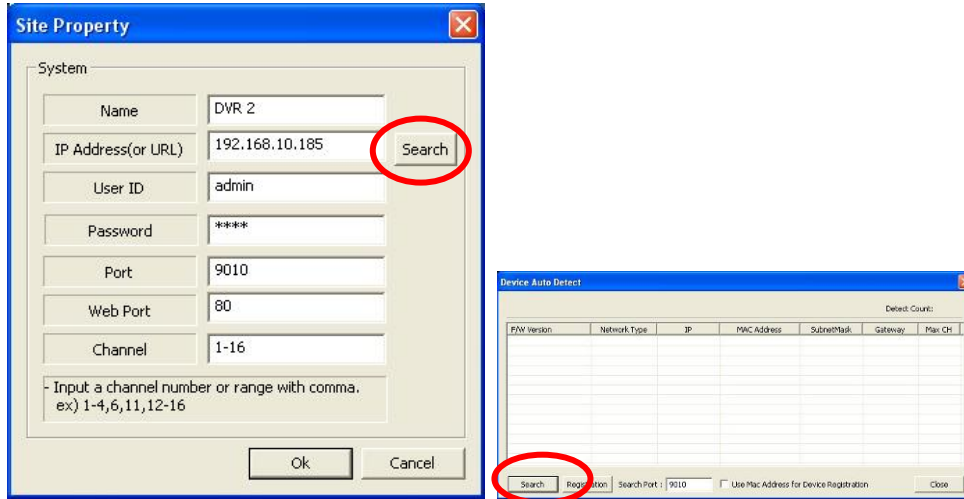 Site Property
System
Name DVR 2
IP Address(or URL) 192.168.10.185 Search
User ID admin
Password ****
Port 9010
Web Port 80
Channel 1-16
- Input a channel number or range with comma.
ex) 1-4,6,11,12-16
Ok Cancel
Device Auto Detect
Detect Count:
F/W Version Network Type IP MAC Address SubnetMask Gateway Max CH
Search Registration Search Port : 9010 Use Mac Address for Device Registration Close